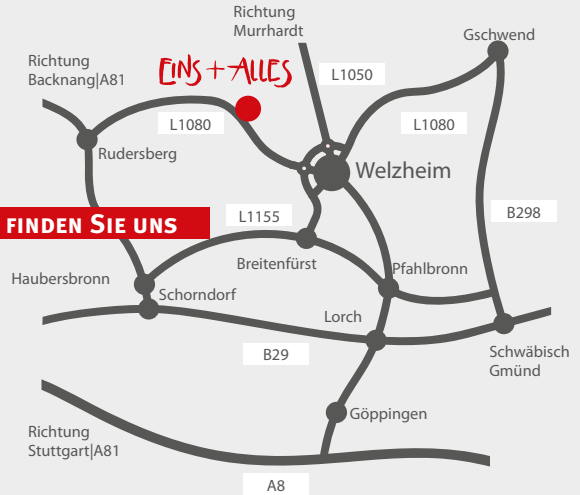 Richtung
Murrhardt
Gschwend
Richtung
Backnang|A81
EINS + ALLES
L1050
L1080
L1080
Rudersberg
Welzheim
FINDEN SIE UNS
L1155
B298
Breitenfürst
Pfahlbronn
Haubersbronn
Schorndorf
Lorch
B29
Schwäbisch
Gmünd
Göppingen
Richtung
Stuttgart|A81
A8